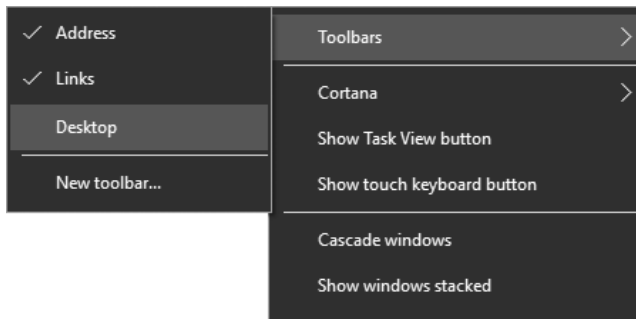 Address
Links
Desktop
New toolbar...
Toolbars
Cortana
Show Task View button
Show touch keyboard button
Cascade windows
Show windows stacked